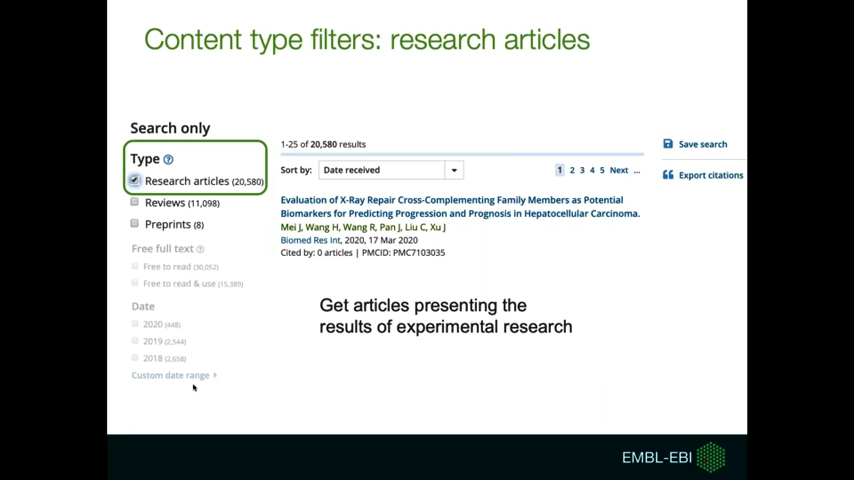 Content type filters: research articles
Search only
Type ?
Research articles (20,580)
Reviews (11,098)
Preprints (8)
Free full text ?
Free to read (30,052)
Free to read & use (15,389)
Date
2020 (448)
2019 (2,544)
2018 (2,658)
Custom date range
1-25 of 20,580 results
Sort by: Date received
1 2 3 4 5 Next ...
Evaluation of X-Ray Repair Cross-Complementing Family Members as Potential
Biomarkers for Predicting Progression and Prognosis in Hepatocellular Carcinoma.
Mei J, Wang H, Wang R, Pan J, Liu C, Xu J
Biomed Res Int, 2020, 17 Mar 2020
Cited by: 0 articles | PMCID: PMC7103035
Save search
Export citations
Get articles presenting the
results of experimental research
EMBL-EBI